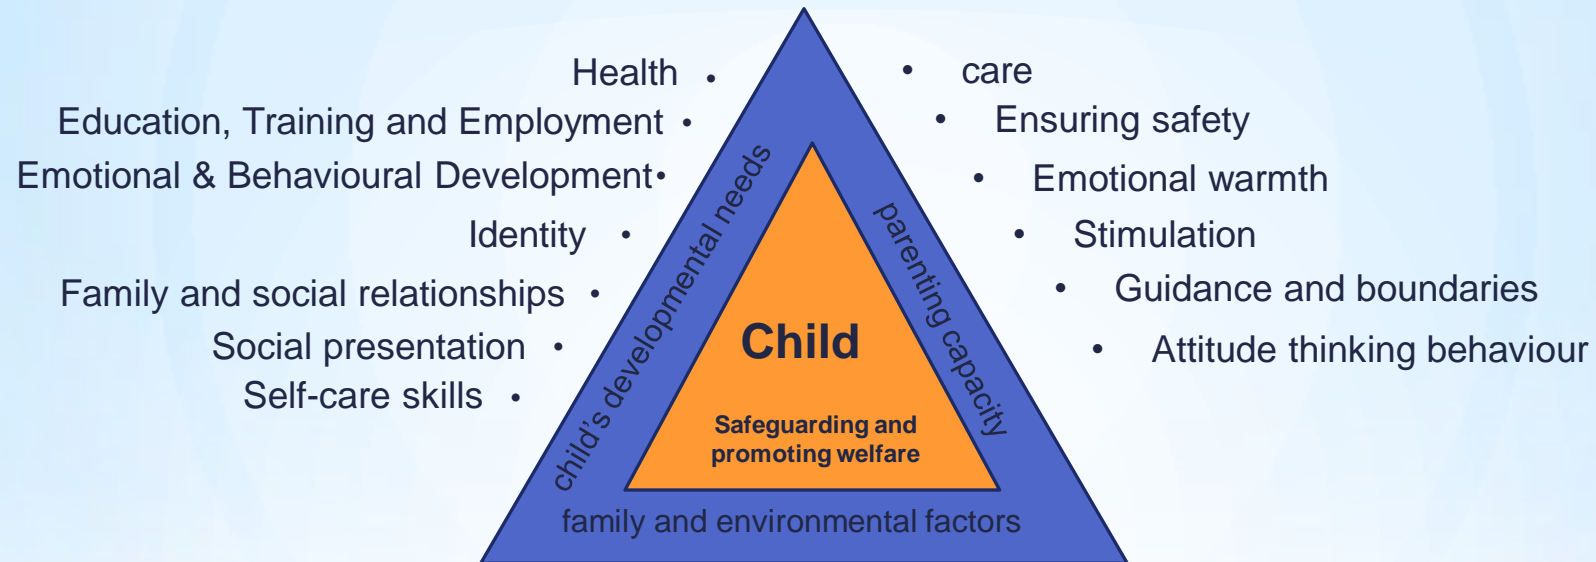 Health
Education, Training and Employment
Emotional & Behavioural Development
Identity
Family and social relationships
Social presentation
Self-care skills
child's developmental needs
Child
Safeguarding and
promoting welfare
parenting capacity
family and environmental factors
care
Ensuring safety
Emotional warmth
Stimulation
Guidance and boundaries
Attitude thinking behaviour